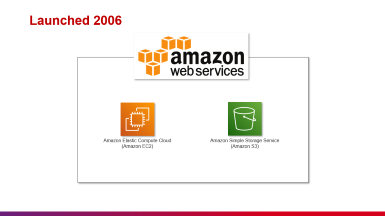 Launched 2006
amazon
web services
Amazon Elastic Compute Cloud
(Amazon EC2)
Amazon Simple Storage Service
(Amazon S3)